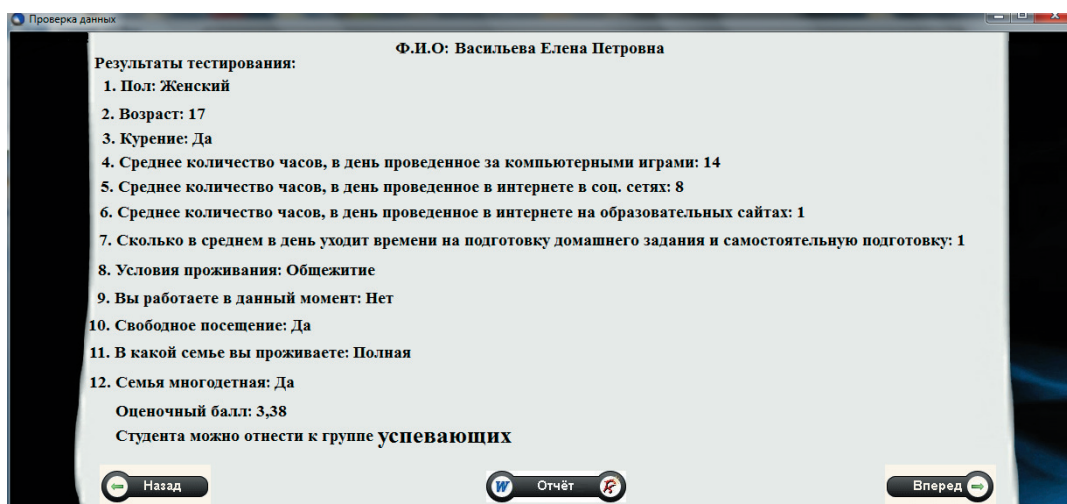 Проверка данных
Ф.И.О: Васильева Елена Петровна
Результаты тестирования:
1. Пол: Женский
2. Возраст: 17
3. Курение: Да
4. Среднее количество часов, в день проведенное за компьютерными играми: 14
5. Среднее количество часов, в день проведенное в интернете в соц. сетях: 8
6. Среднее количество часов, в день проведенное в интернете на образовательных сайтах: 1
7. Сколько в среднем в день уходит времени на подготовку домашнего задания и самостоятельную подготовку: 1
8. Условия проживания: Общежитие
9. Вы работаете в данный момент: Нет
10. Свободное посещение: Да
11. В какой семье вы проживаете: Полная
12. Семья многодетная: Да
Оценочный балл: 3,38
Студента можно отнести к группе успевающих
Назад
Отчёт
Вперед